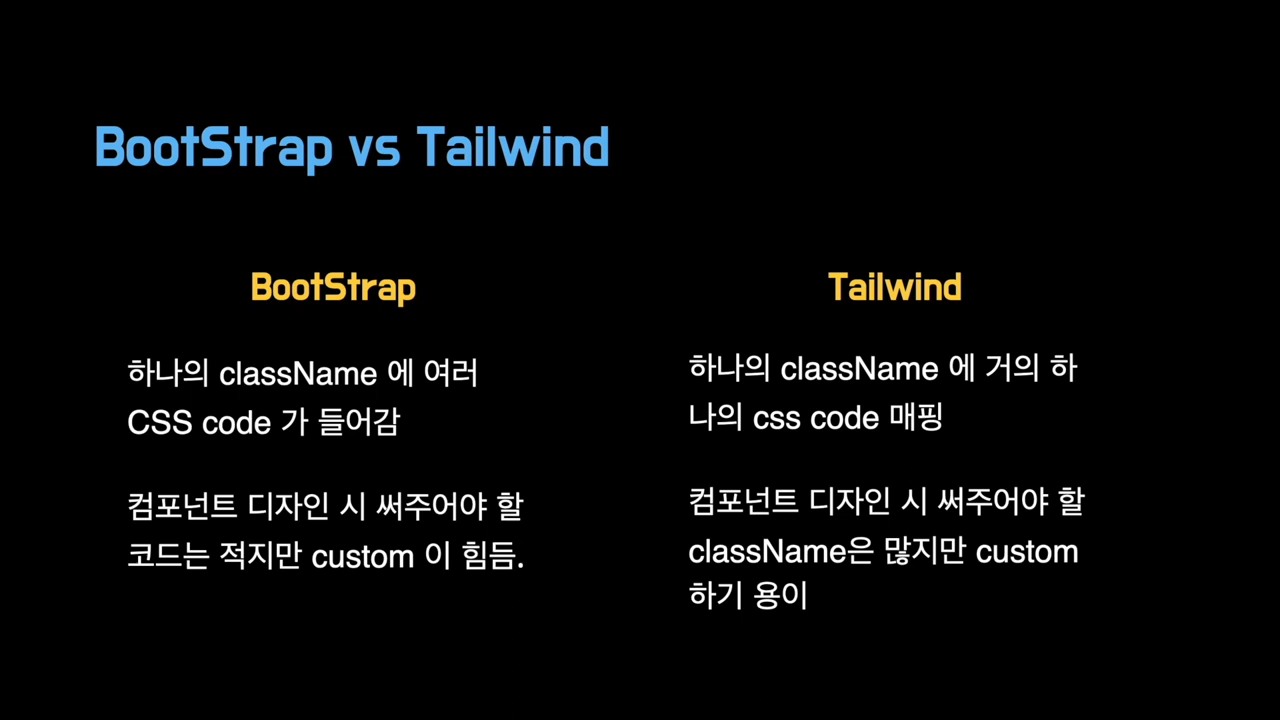 BootStrap vs Tailwind
BootStrap
하나의 className 에 여러
CSS code 가 들어감
컴포넌트 디자인 시 써주어야 할
코드는 적지만 custom 이 힘듬.
Tailwind
하나의 className 에 거의 하
나의 css code 매핑
컴포넌트 디자인 시 써주어야 할
className은 많지만 custom
하기 용이